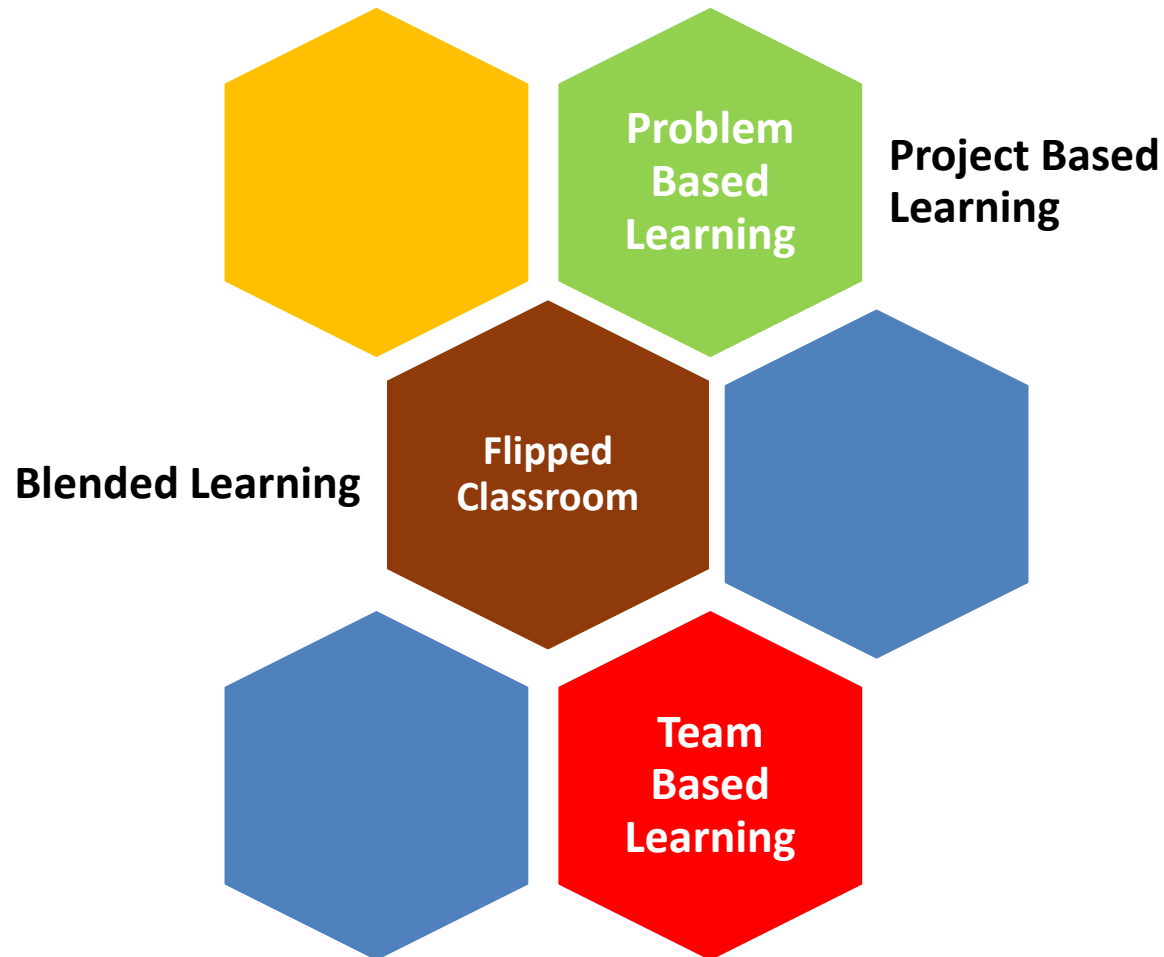 Problem
Based
Learning
Project Based
Learning
Blended Learning
Flipped
Classroom
Team
Based
Learning